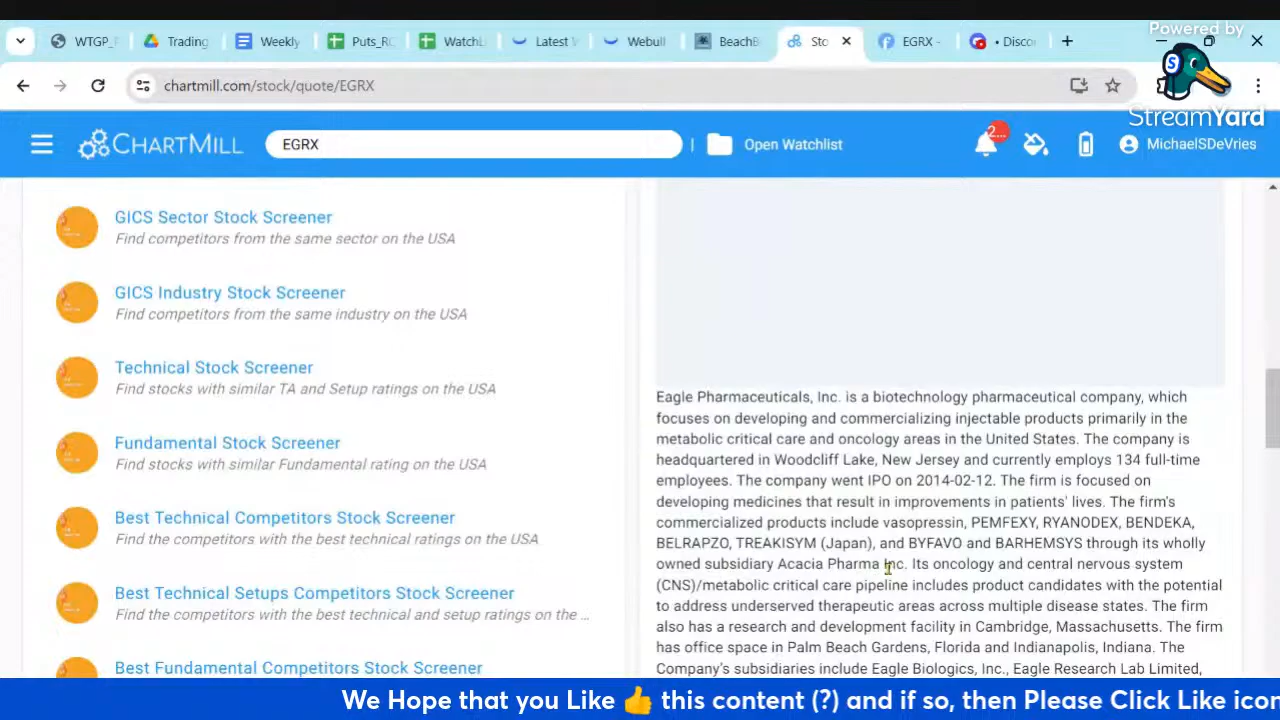 Powered by
StreamYard
WTGP_
Trading
Weekly
Puts_RC
WatchLi
Latest
Webull
BeachB
Sto
EGRX -
• Disco
chartmill.com/stock/quote/EGRX
CHARTMILL
EGRX
Open Watchlist
2...
MichaelSDeVries
GICS Sector Stock Screener
Find competitors from the same sector on the USA
GICS Industry Stock Screener
Find competitors from the same industry on the USA
Technical Stock Screener
Find stocks with similar TA and Setup ratings on the USA
Fundamental Stock Screener
Find stocks with similar Fundamental rating on the USA
Best Technical Competitors Stock Screener
Find the competitors with the best technical ratings on the USA
Best Technical Setups Competitors Stock Screener
Find the competitors with the best technical and setup ratings on the ...
Best Fundamental Competitors Stock Screener
Eagle Pharmaceuticals, Inc. is a biotechnology pharmaceutical company, which
focuses on developing and commercializing injectable products primarily in the
metabolic critical care and oncology areas in the United States. The company is
headquartered in Woodcliff Lake, New Jersey and currently employs 134 full-time
employees. The company went IPO on 2014-02-12. The firm is focused on
developing medicines that result in improvements in patients' lives. The firm's
commercialized products include vasopressin, PEMFEXY, RYANODEX, BENDEKA,
BELRAPZO, TREAKISYM (Japan), and BYFAVO and BARHEMSYS through its wholly
owned subsidiary Acacia Pharma Inc. Its oncology and central nervous system
(CNS)/metabolic critical care pipeline includes product candidates with the potential
to address underserved therapeutic areas across multiple disease states. The firm
also has a research and development facility in Cambridge, Massachusetts. The firm
has office space in Palm Beach Gardens, Florida and Indianapolis, Indiana. The
Company's subsidiaries include Eagle Biologics, Inc., Eagle Research Lab Limited,
We Hope that you Like 👍 this content (?) and if so, then Please Click Like icon